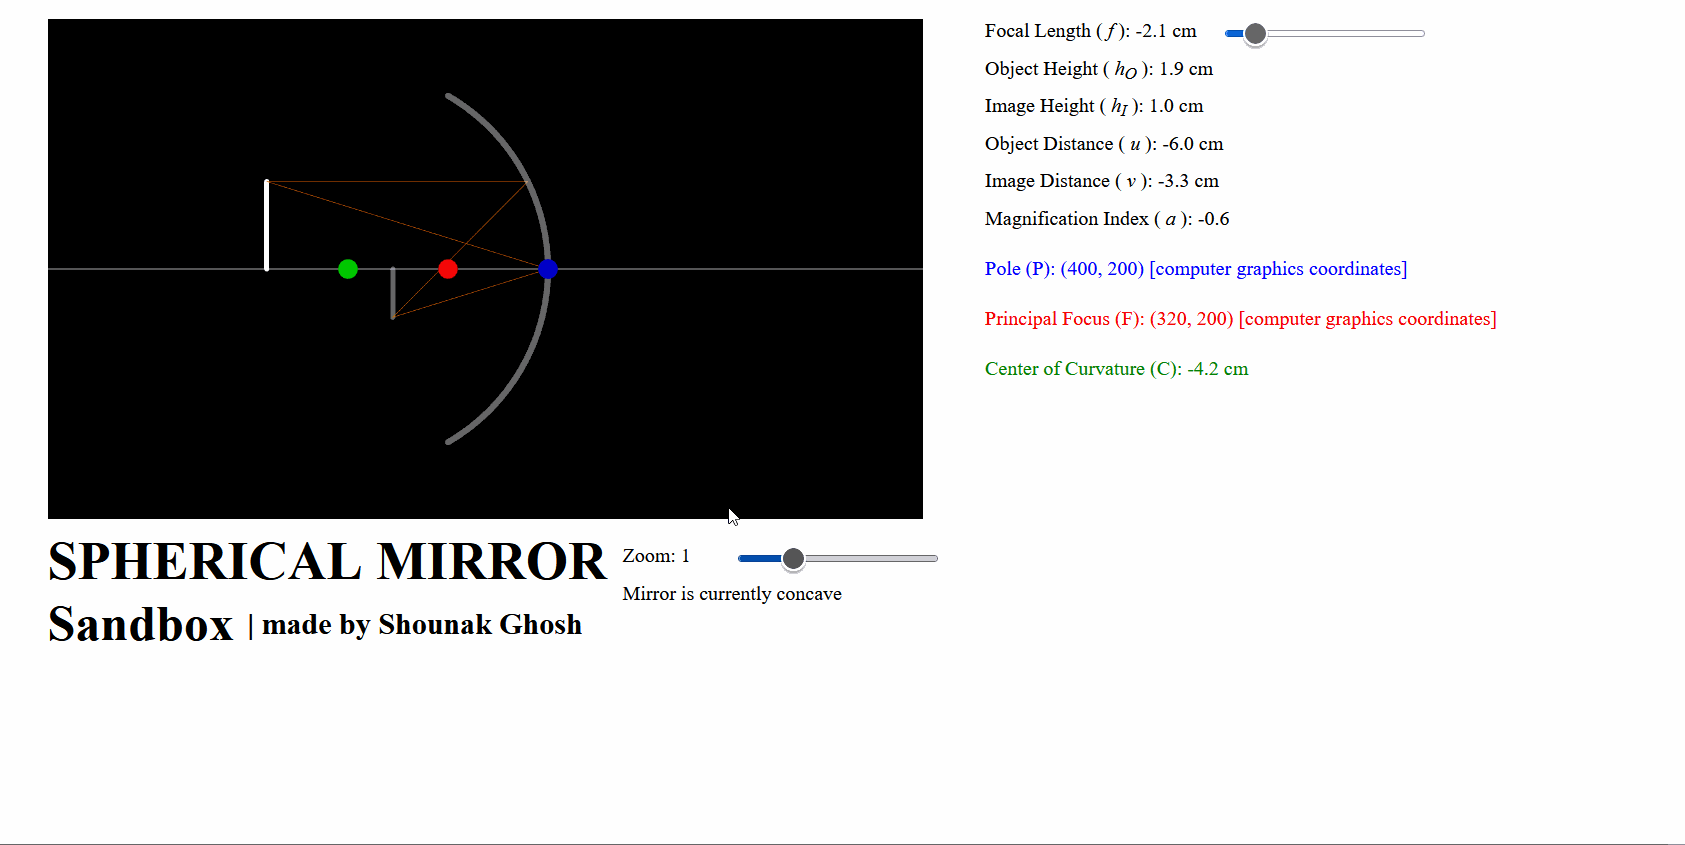 Focal Length ( f ): -2.1 cm
Object Height ( hO ): 1.9 cm
Image Height ( hI ): 1.0 cm
Object Distance ( u ): -6.0 cm
Image Distance ( v ): -3.3 cm
Magnification Index ( a ): -0.6
Pole (P): (400, 200) [computer graphics coordinates]
Principal Focus (F): (320, 200) [computer graphics coordinates]
Center of Curvature (C): -4.2 cm
SPHERICAL MIRROR
Sandbox | made by Shounak Ghosh
Zoom: 1
Mirror is currently concave